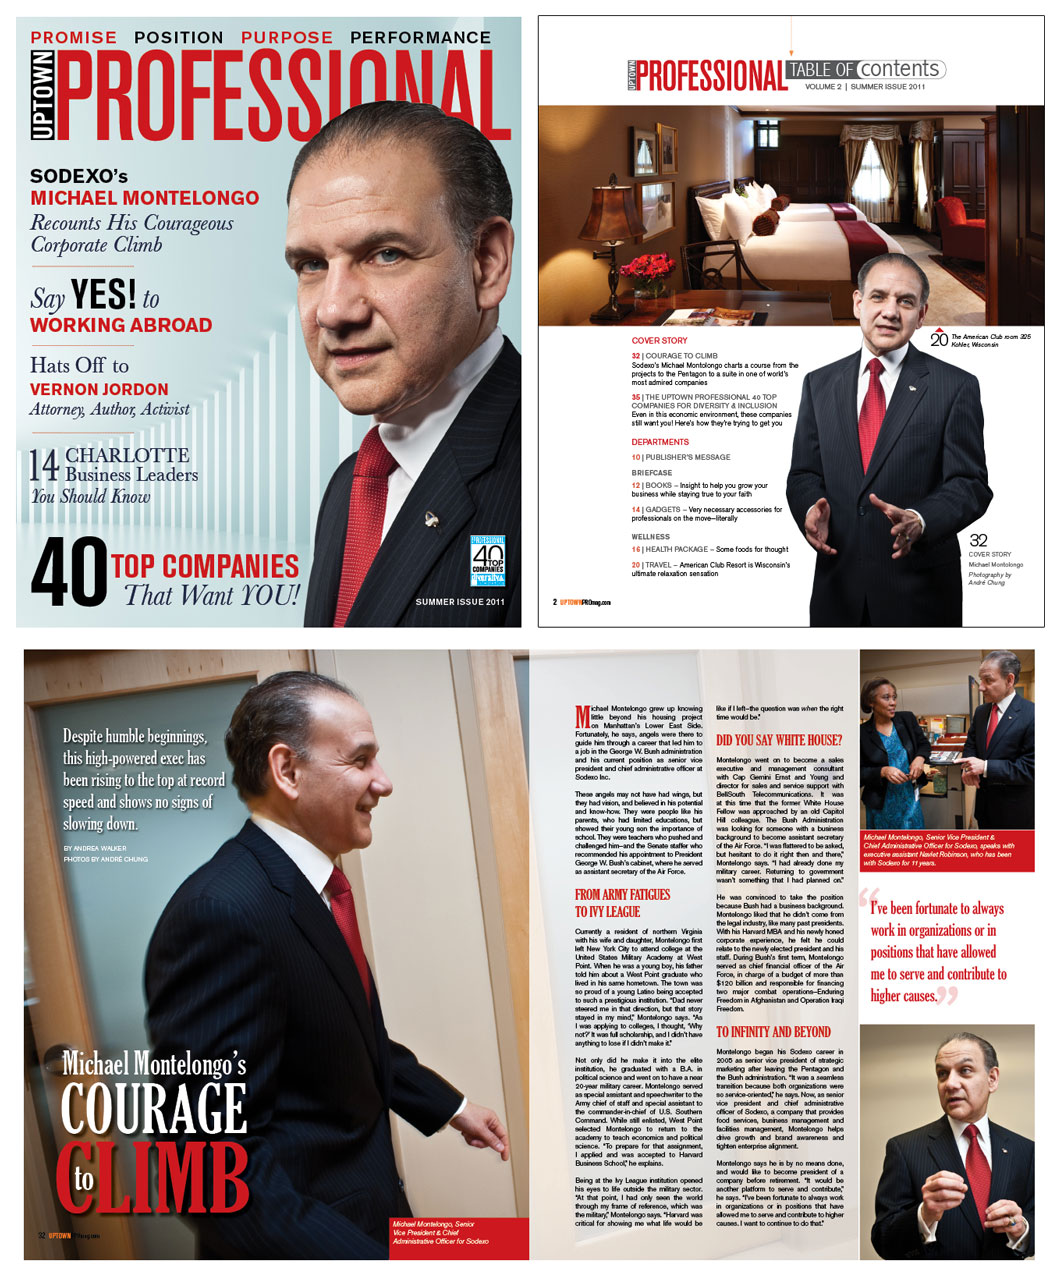 PROMISE POSITION PURPOSE PERFORMANCE
UPTOWN
PROFESSIONAL
SODEXO's
MICHAEL MONTELONGO
Recounts His Courageous
Corporate Climb
Say YES! to
WORKING ABROAD
Hats Off to
VERNON JORDON
Attorney, Author, Activist
14 CHARLOTTE
Business Leaders
You Should Know
40 TOP COMPANIES
That Want YOU!
PROFESSIONAL
40
TOP
COMPANIES
SUMMER ISSUE 2011
UPTOWN
PROFESSIONAL TABLE OF contents
VOLUME 2 | SUMMER ISSUE 2011
20 The American Club room 325
Kohler, Wisconsin
COVER STORY
32 | COURAGE TO CLIMB
Sodexo's Michael Montelongo charts a course from the
projects to the Pentagon to a suite in one of world's
most admired companies
35 | THE UPTOWN PROFESSIONAL 40 TOP
COMPANIES FOR DIVERSITY & INCLUSION
Even in this economic environment, these companies
still want you! Here's how they're trying to get you
DEPARTMENTS
10 | PUBLISHER'S MESSAGE
BRIEFCASE
12 | BOOKS – Insight to help you grow your
business while staying true to your faith
14 | GADGETS – Very necessary accessories for
professionals on the move—literally
WELLNESS
16 | HEALTH PACKAGE – Some foods for thought
20 | TRAVEL – American Club Resort is Wisconsin's
ultimate relaxation sensation
32
COVER STORY
Michael Montolongo
Photography by
André Chung
2 UPTOWNPROmag.com
Despite humble beginnings,
this high-powered exec has
been rising to the top at record
speed and shows no signs of
slowing down.
BY ANDREA WALKER
PHOTOS BY ANDRÉ CHUNG
Michael Montelongo's
COURAGE
to CLIMB
32 UPTOWNPROmag.com
Michael Montelongo, Senior
Vice President & Chief
Administrative Officer for Sodexo
Michael Montelongo grew up knowing
little beyond his housing project
on Manhattan's Lower East Side.
Fortunately, he says, angels were there to
guide him through a career that led him to
a job in the George W. Bush administration
and his current position as senior vice
president and chief administrative officer at
Sodexo Inc.
These angels may not have had wings, but
they had vision, and believed in his potential
and know-how. They were people like his
parents, who had limited educations, but
showed their young son the importance of
school. They were teachers who pushed and
challenged him—and the Senate staffer who
recommended his appointment to President
George W. Bush's cabinet, where he served
as assistant secretary of the Air Force.
FROM ARMY FATIGUES
TO IVY LEAGUE
Currently a resident of northern Virginia
with his wife and daughter, Montelongo first
left New York City to attend college at the
United States Military Academy at West
Point. When he was a young boy, his father
told him about a West Point graduate who
lived in his same hometown. The town was
so proud of a young Latino being accepted
to such a prestigious institution. "Dad never
steered me in that direction, but that story
stayed in my mind," Montelongo says. "As
I was applying to colleges, I thought, 'Why
not?' It was full scholarship, and I didn't have
anything to lose if I didn't make it."
Not only did he make it into the elite
institution, he graduated with a B.A. in
political science and went on to have a near
20-year military career. Montelongo served
as special assistant and speechwriter to the
Army chief of staff and special assistant to
the commander-in-chief of U.S. Southern
Command. While still enlisted, West Point
selected Montelongo to return to the
academy to teach economics and political
science. "To prepare for that assignment,
I applied and was accepted to Harvard
Business School," he explains.
Being at the Ivy League institution opened
his eyes to life outside the military sector.
"At that point, I had only seen the world
through my frame of reference, which was
the military," Montelongo says. "Harvard was
critical for showing me what life would be
like if I left–the question was when the right
time would be."
DID YOU SAY WHITE HOUSE?
Montelongo went on to become a sales
executive and management consultant
with Cap Gemini Ernst and Young and
director for sales and service support with
BellSouth Telecommunications. It was
at this time that the former White House
Fellow was approached by an old Capitol
Hill colleague. The Bush Administration
was looking for someone with a business
background to become assistant secretary
of the Air Force. "I was flattered to be asked,
but hesitant to do it right then and there,"
Montelongo says. "I had already done my
military career. Returning to government
wasn't something that I had planned on."
He was convinced to take the position
because Bush had a business background.
Montelongo liked that he didn't come from
the legal industry, like many past presidents.
With his Harvard MBA and his newly honed
corporate experience, he felt he could
relate to the newly elected president and his
staff. During Bush's first term, Montelongo
served as chief financial officer of the Air
Force, in charge of a budget of more than
$120 billion and responsible for financing
two major combat operations—Enduring
Freedom in Afghanistan and Operation Iraqi
Freedom.
TO INFINITY AND BEYOND
Montelongo began his Sodexo career in
2005 as senior vice president of strategic
marketing after leaving the Pentagon and
the Bush administration. "It was a seamless
transition because both organizations were
so service-oriented," he says. Now, as senior
vice president and chief administrative
officer of Sodexo, a company that provides
food services, business management and
facilities management, Montelongo helps
drive growth and brand awareness and
tighten enterprise alignment.
Montelongo says he is by no means done,
and would like to become president of a
company before retirement. "It would be
another platform to serve and contribute,"
he says. "I've been fortunate to always work
in organizations or in positions that have
allowed me to serve and contribute to higher
causes. I want to continue to do that."
Michael Montelongo, Senior Vice President &
Chief Administrative Officer for Sodexo, speaks with
executive assistant Navlet Robinson, who has been
with Sodexo for 11 years.
"I've been fortunate to always
work in organizations or in
positions that have allowed
me to serve and contribute to
higher causes."